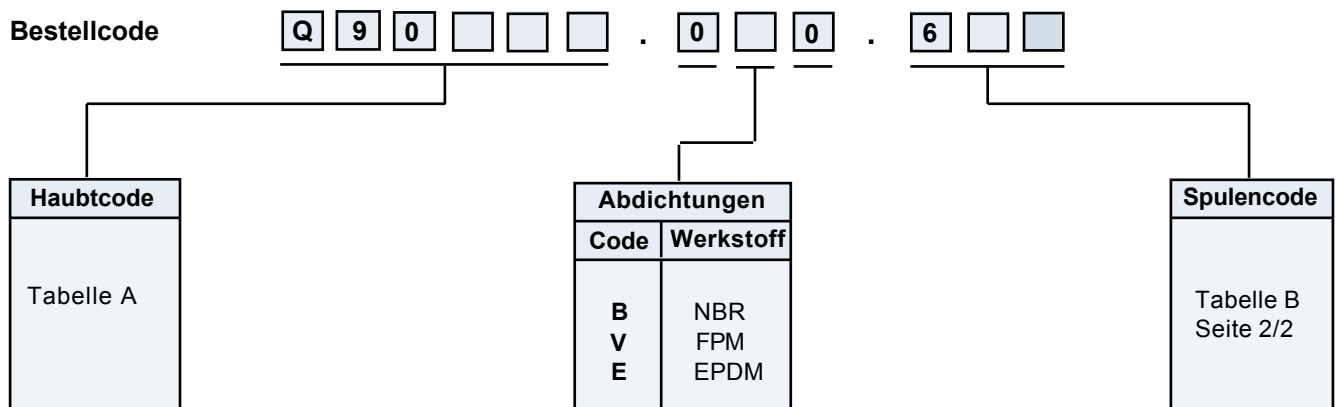 Bestellcode Q 9 0 . 0 0 . 6
Haubtcode
Tabelle A
Abdichtungen
Code Werkstoff
B NBR
V FPM
E EPDM
Spulencode
Tabelle B
Seite 2/2